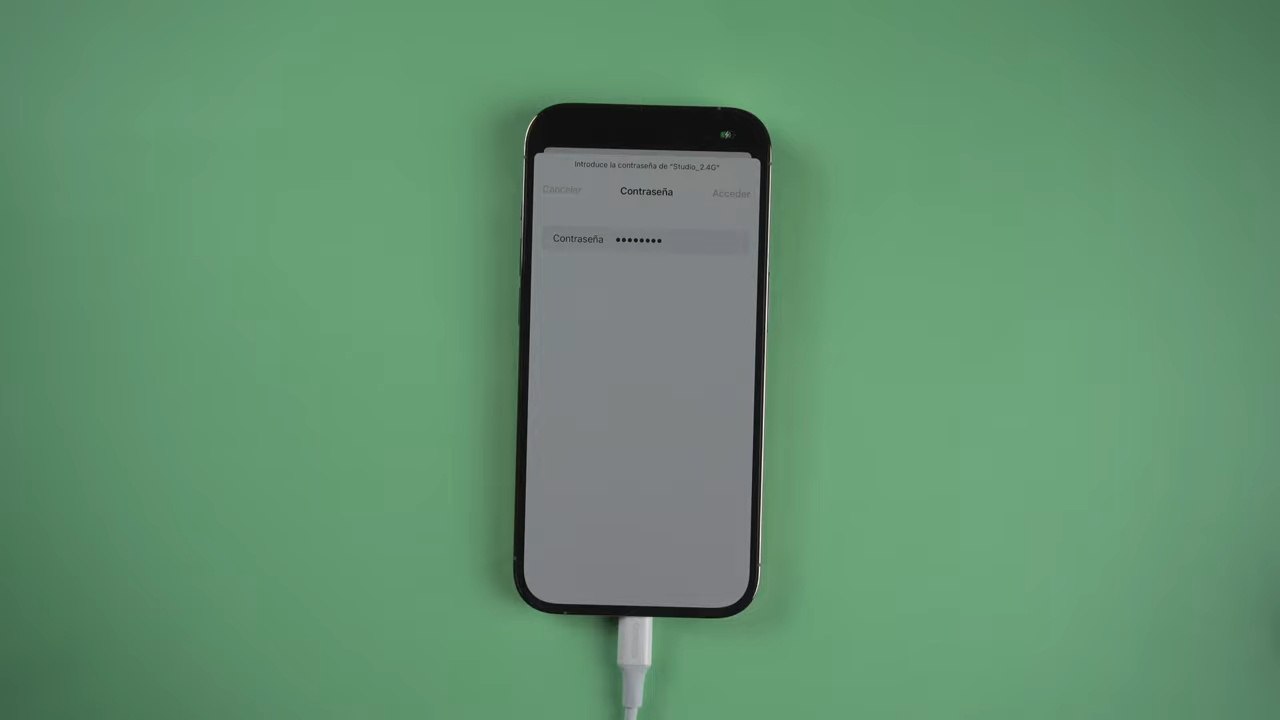 Introduce la contraseña de "Studio_2.4G"
Cancelar Contraseña Acceder
Contraseña ••••••••